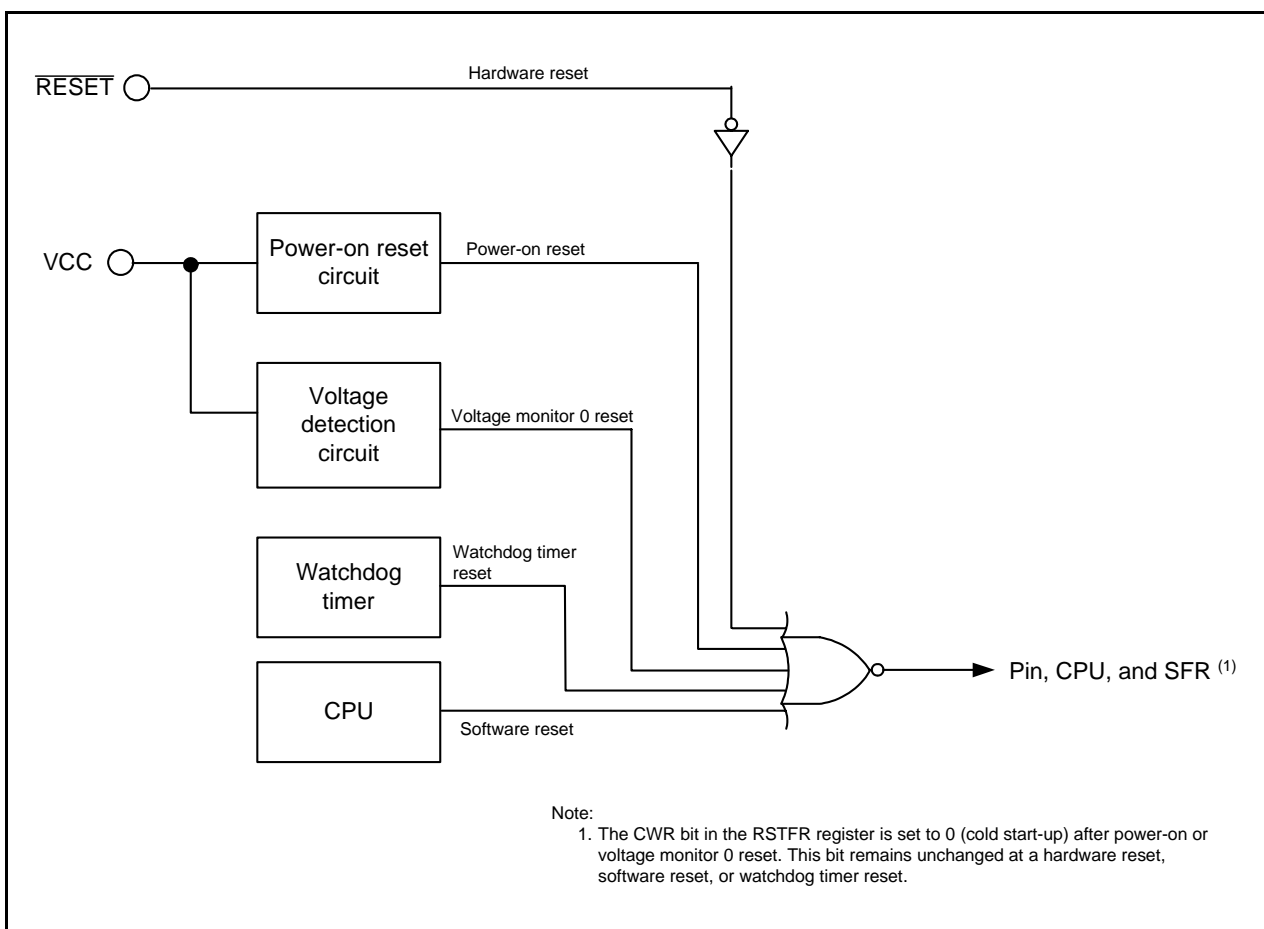 RESET
Hardware reset
VCC
Power-on reset
circuit
Power-on reset
Voltage
detection
circuit
Voltage monitor 0 reset
Watchdog
timer
Watchdog timer
reset
CPU
Software reset
Pin, CPU, and SFR (1)
Note:
1. The CWR bit in the RSTFR register is set to 0 (cold start-up) after power-on or
voltage monitor 0 reset. This bit remains unchanged at a hardware reset,
software reset, or watchdog timer reset.